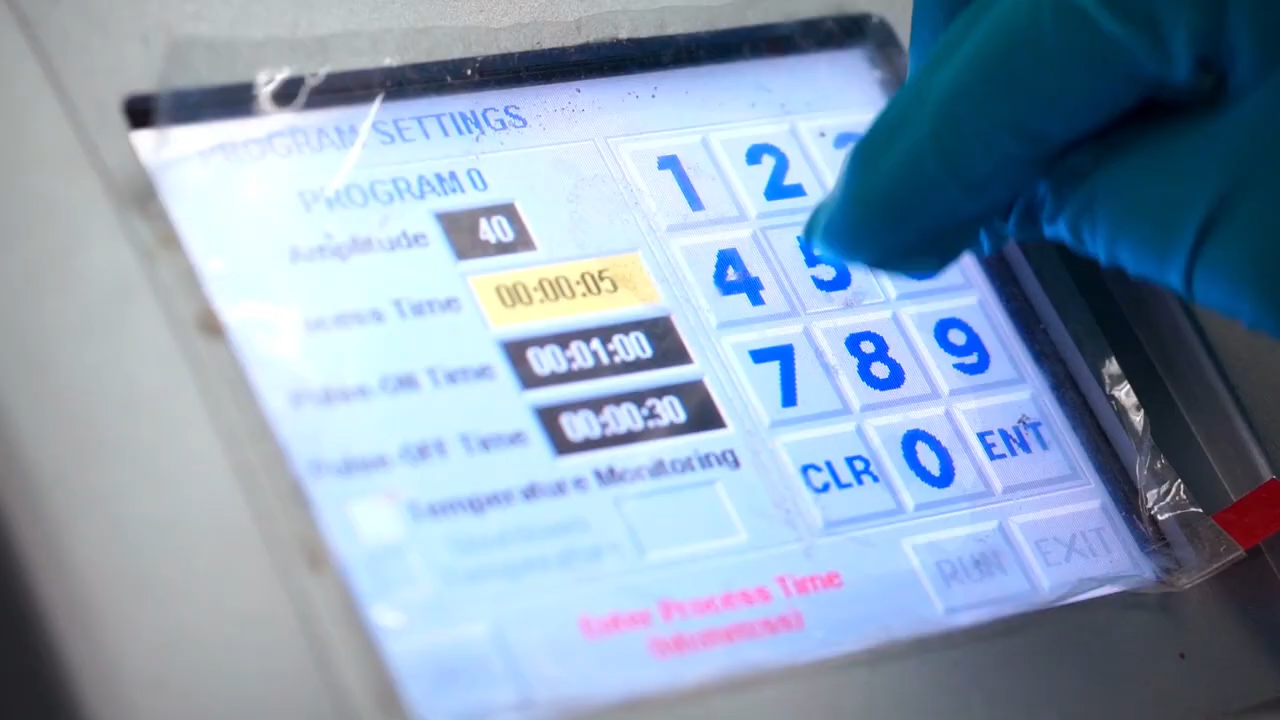 PROGRAM SETTINGS
PROGRAM 0
Amplitude 40
Process Time 00:00:05
Pulse-ON Time 00:01:00
Pulse-OFF Time 00:00:30
Temperature Monitoring
Enter Process Time
1 2
4 5
7 8 9
CLR 0 ENT
RUN EXIT